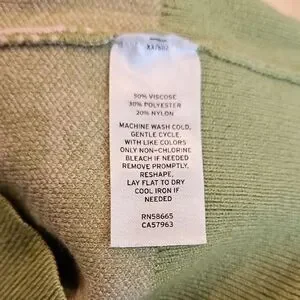 50% VISCOSE
30% POLYESTER
20% NYLON
MACHINE WASH COLD,
GENTLE CYCLE,
WITH LIKE COLORS
ONLY NON-CHLORINE
BLEACH IF NEEDED
REMOVE PROMPTLY,
RESHAPE,
LAY FLAT TO DRY
COOL IRON IF
NEEDED
RN58665
CA57963